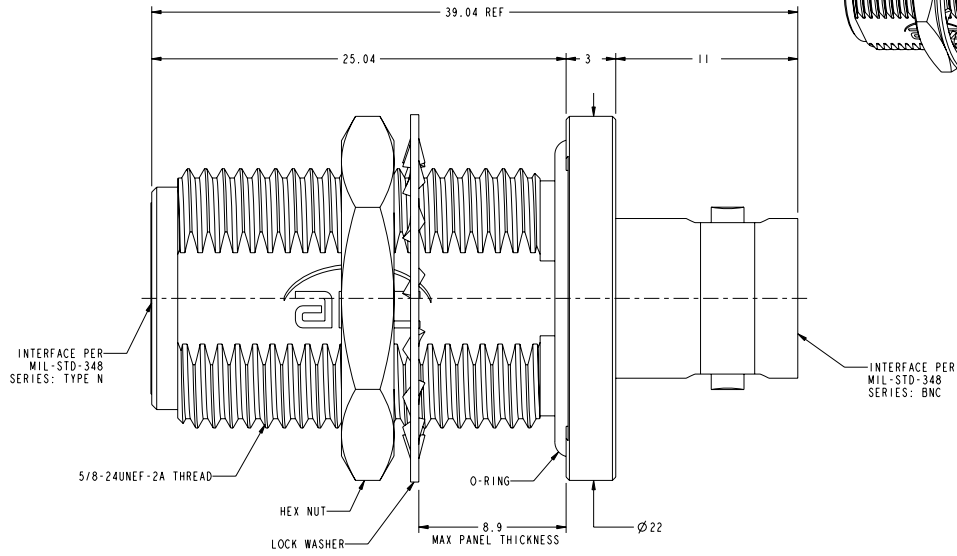 39.04 REF
25.04
3
11
INTERFACE PER
MIL-STD-348
SERIES: TYPE N
INTERFACE PER
MIL-STD-348
SERIES: BNC
5/8-24UNEF-2A THREAD
O-RING
HEX NUT
8.9
MAX PANEL THICKNESS
Ø22
LOCK WASHER